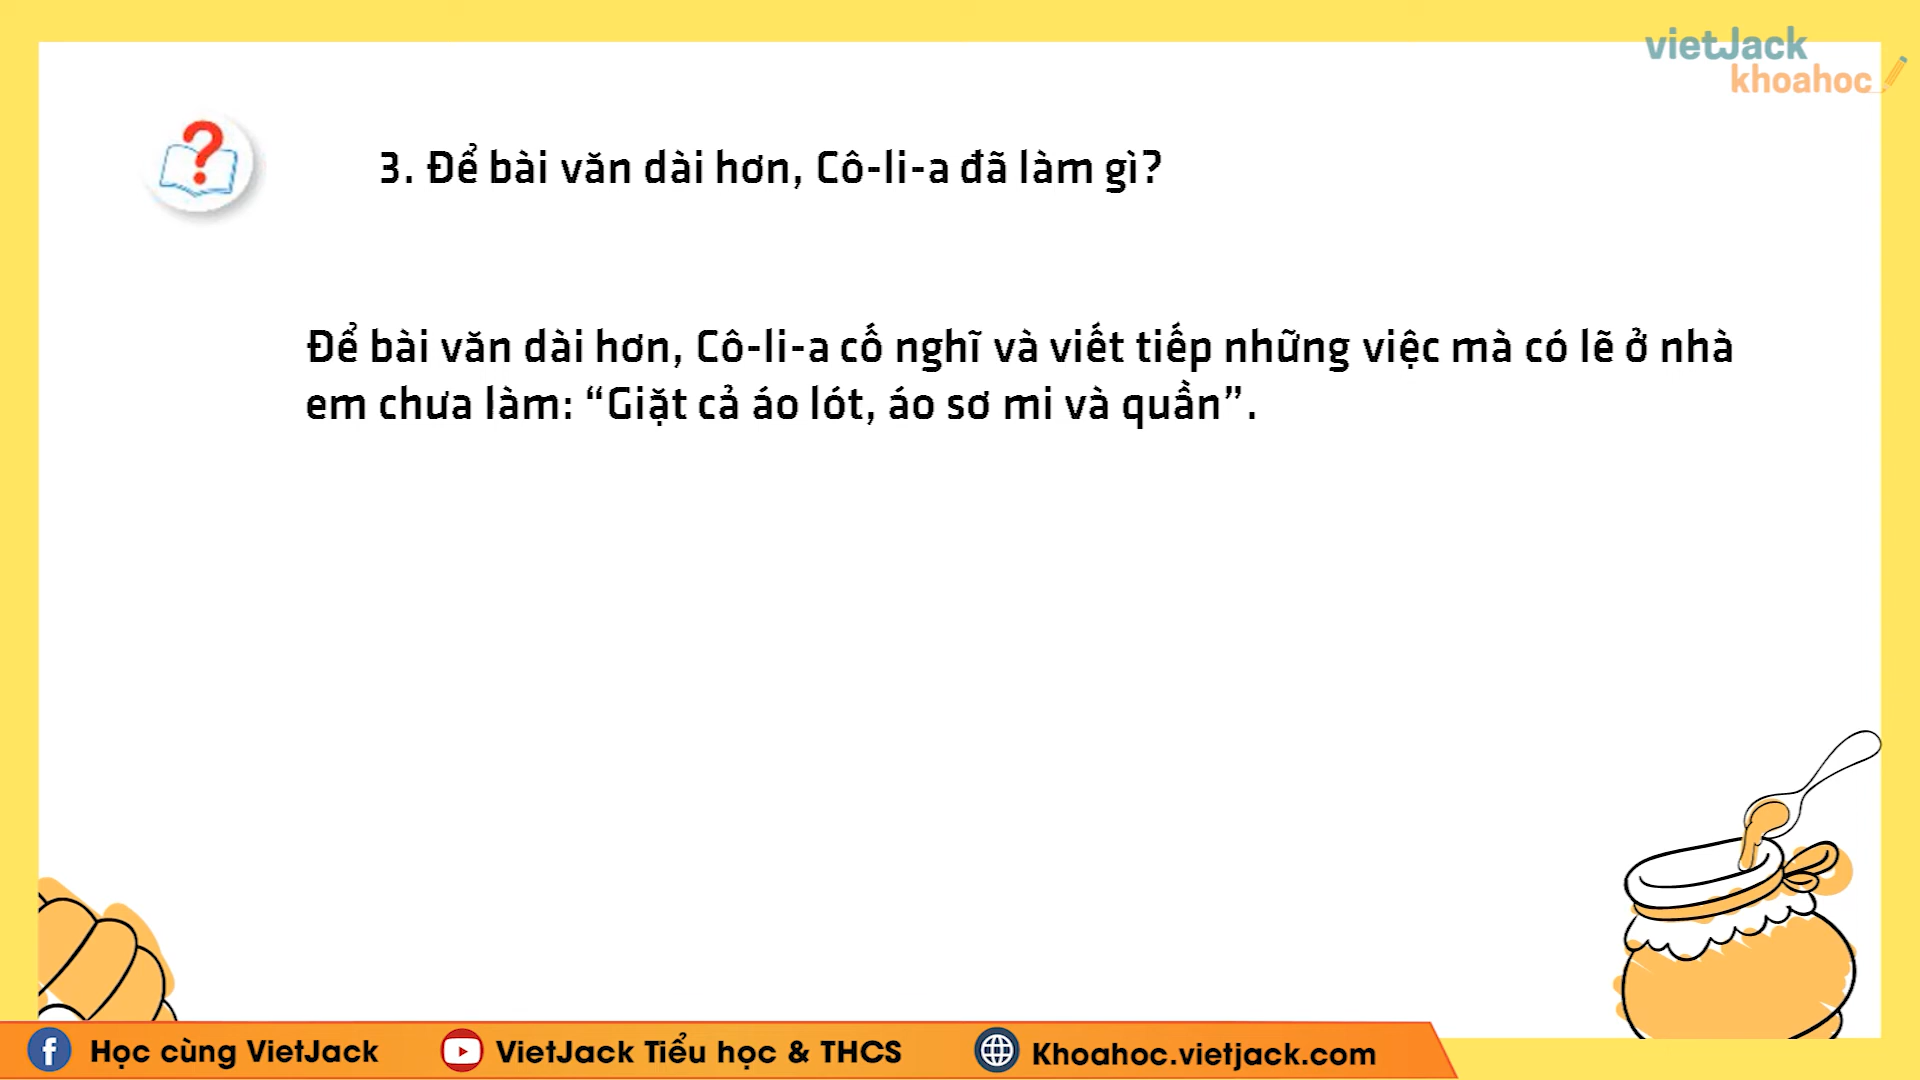 vietJack
khoahoc
?
3. Để bài văn dài hơn, Cô-li-a đã làm gì?
Để bài văn dài hơn, Cô-li-a cố nghĩ và viết tiếp những việc mà có lẽ ở nhà
em chưa làm: “Giặt cả áo lót, áo sơ mi và quần”.
f Học cùng VietJack VietJack Tiểu học & THCS Khoahoc.vietjack.com